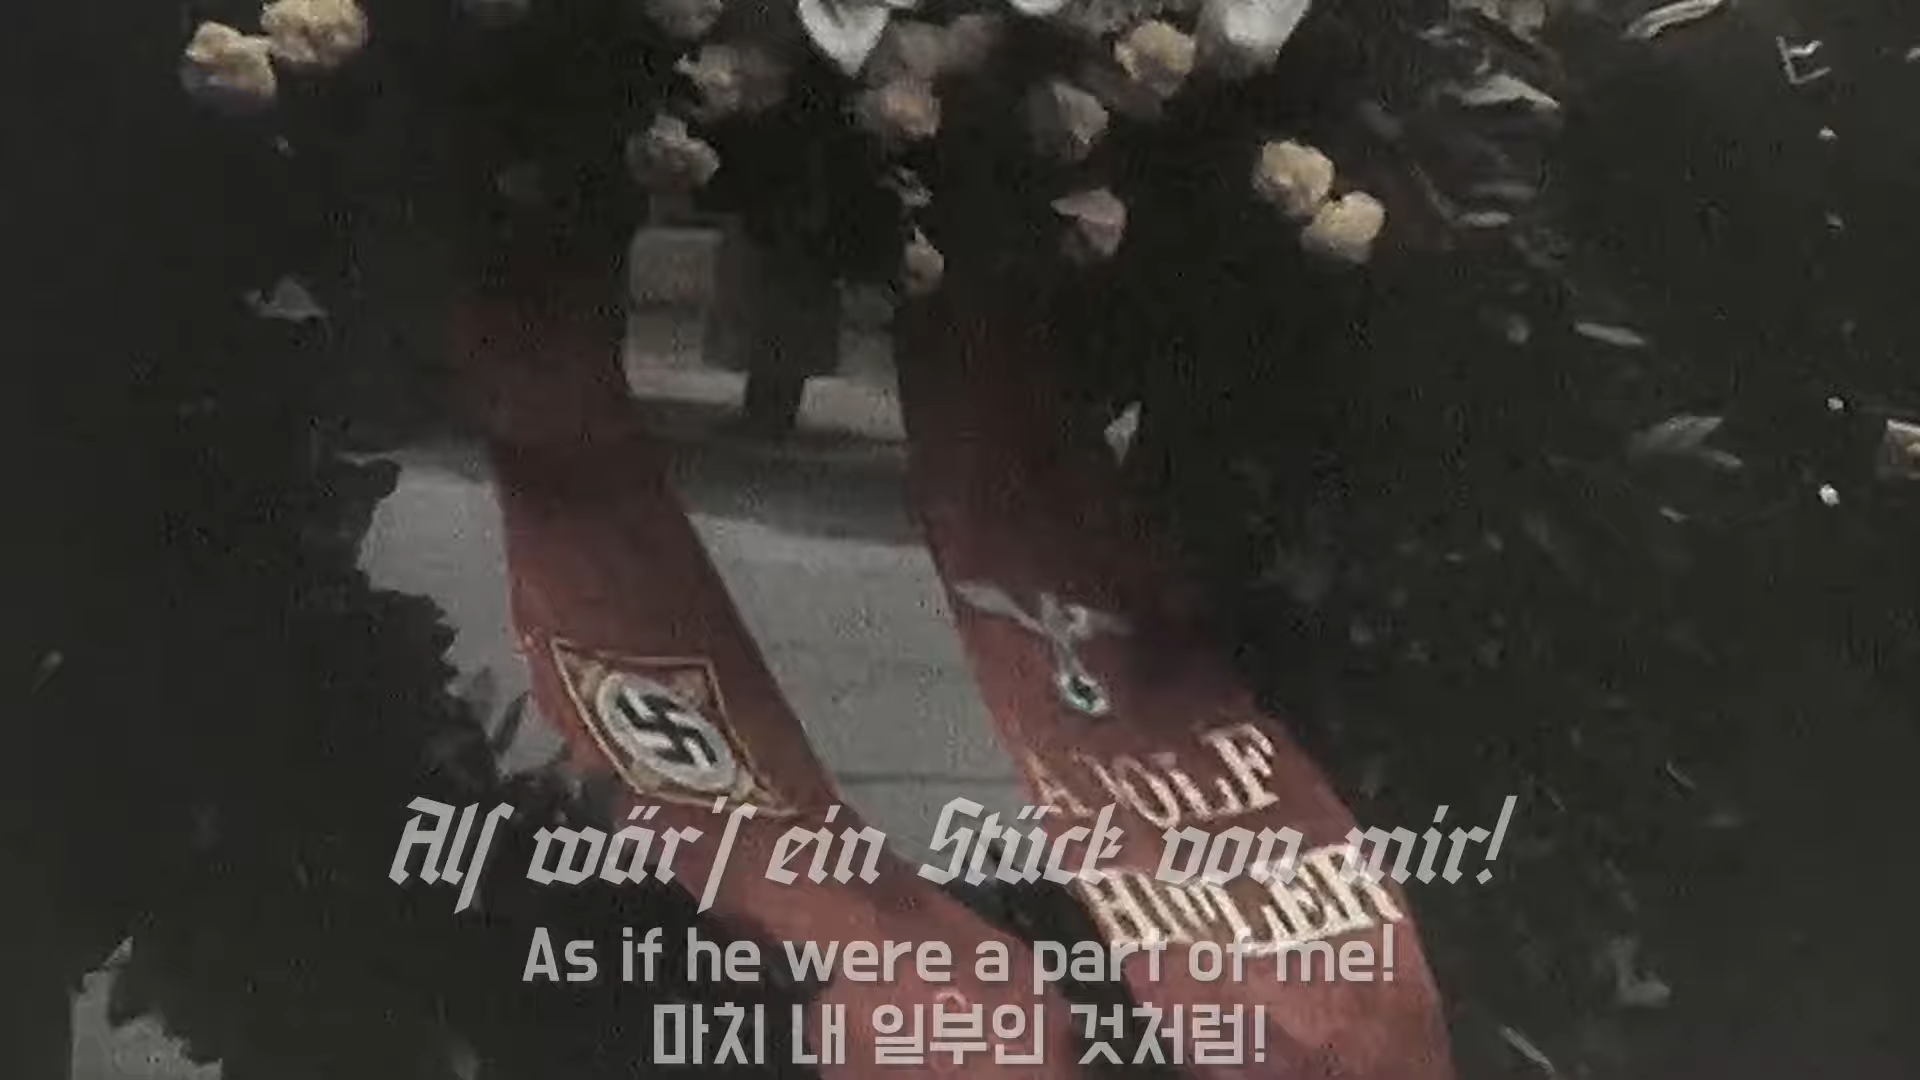 ADOLF
HITLER
Als wär's ein Stück von mir!
As if he were a part of me!
마치 내 일부인 것처럼!